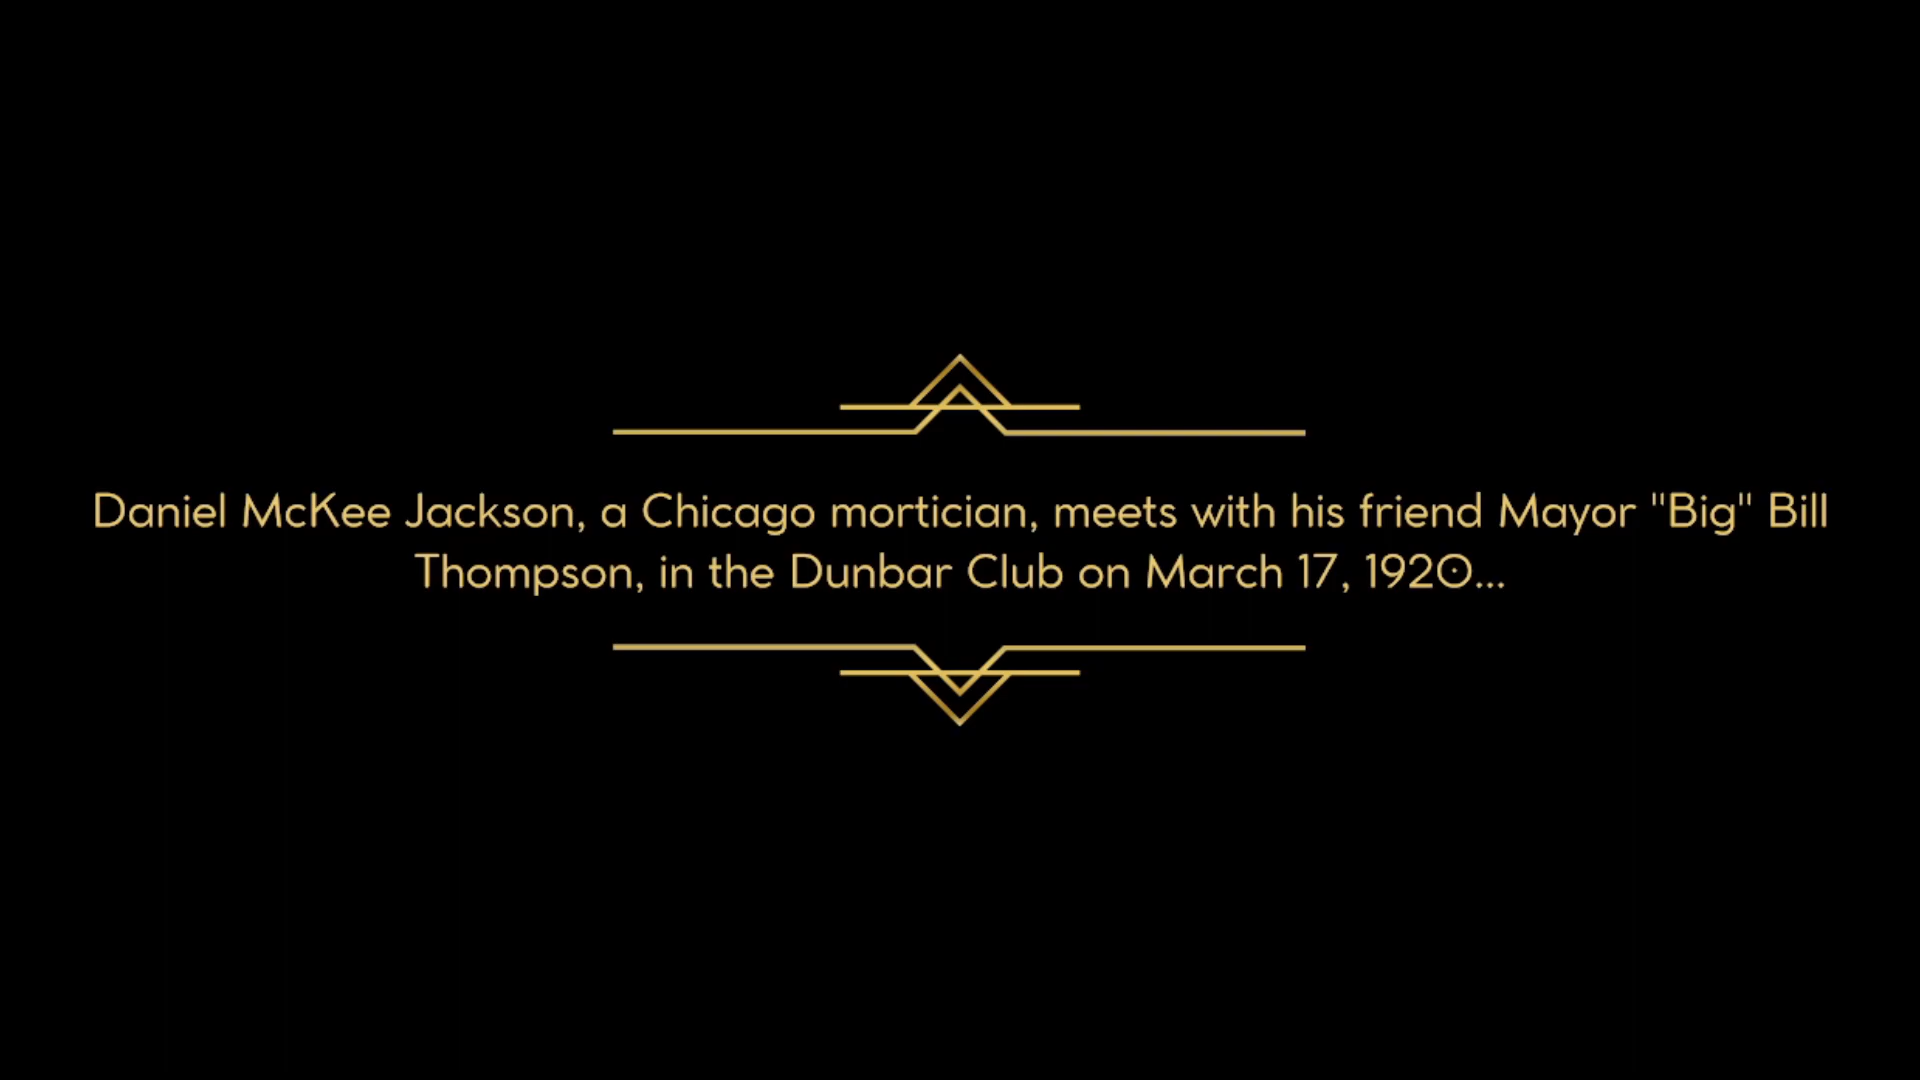 Daniel McKee Jackson, a Chicago mortician, meets with his friend Mayor "Big" Bill
Thompson, in the Dunbar Club on March 17, 1920...